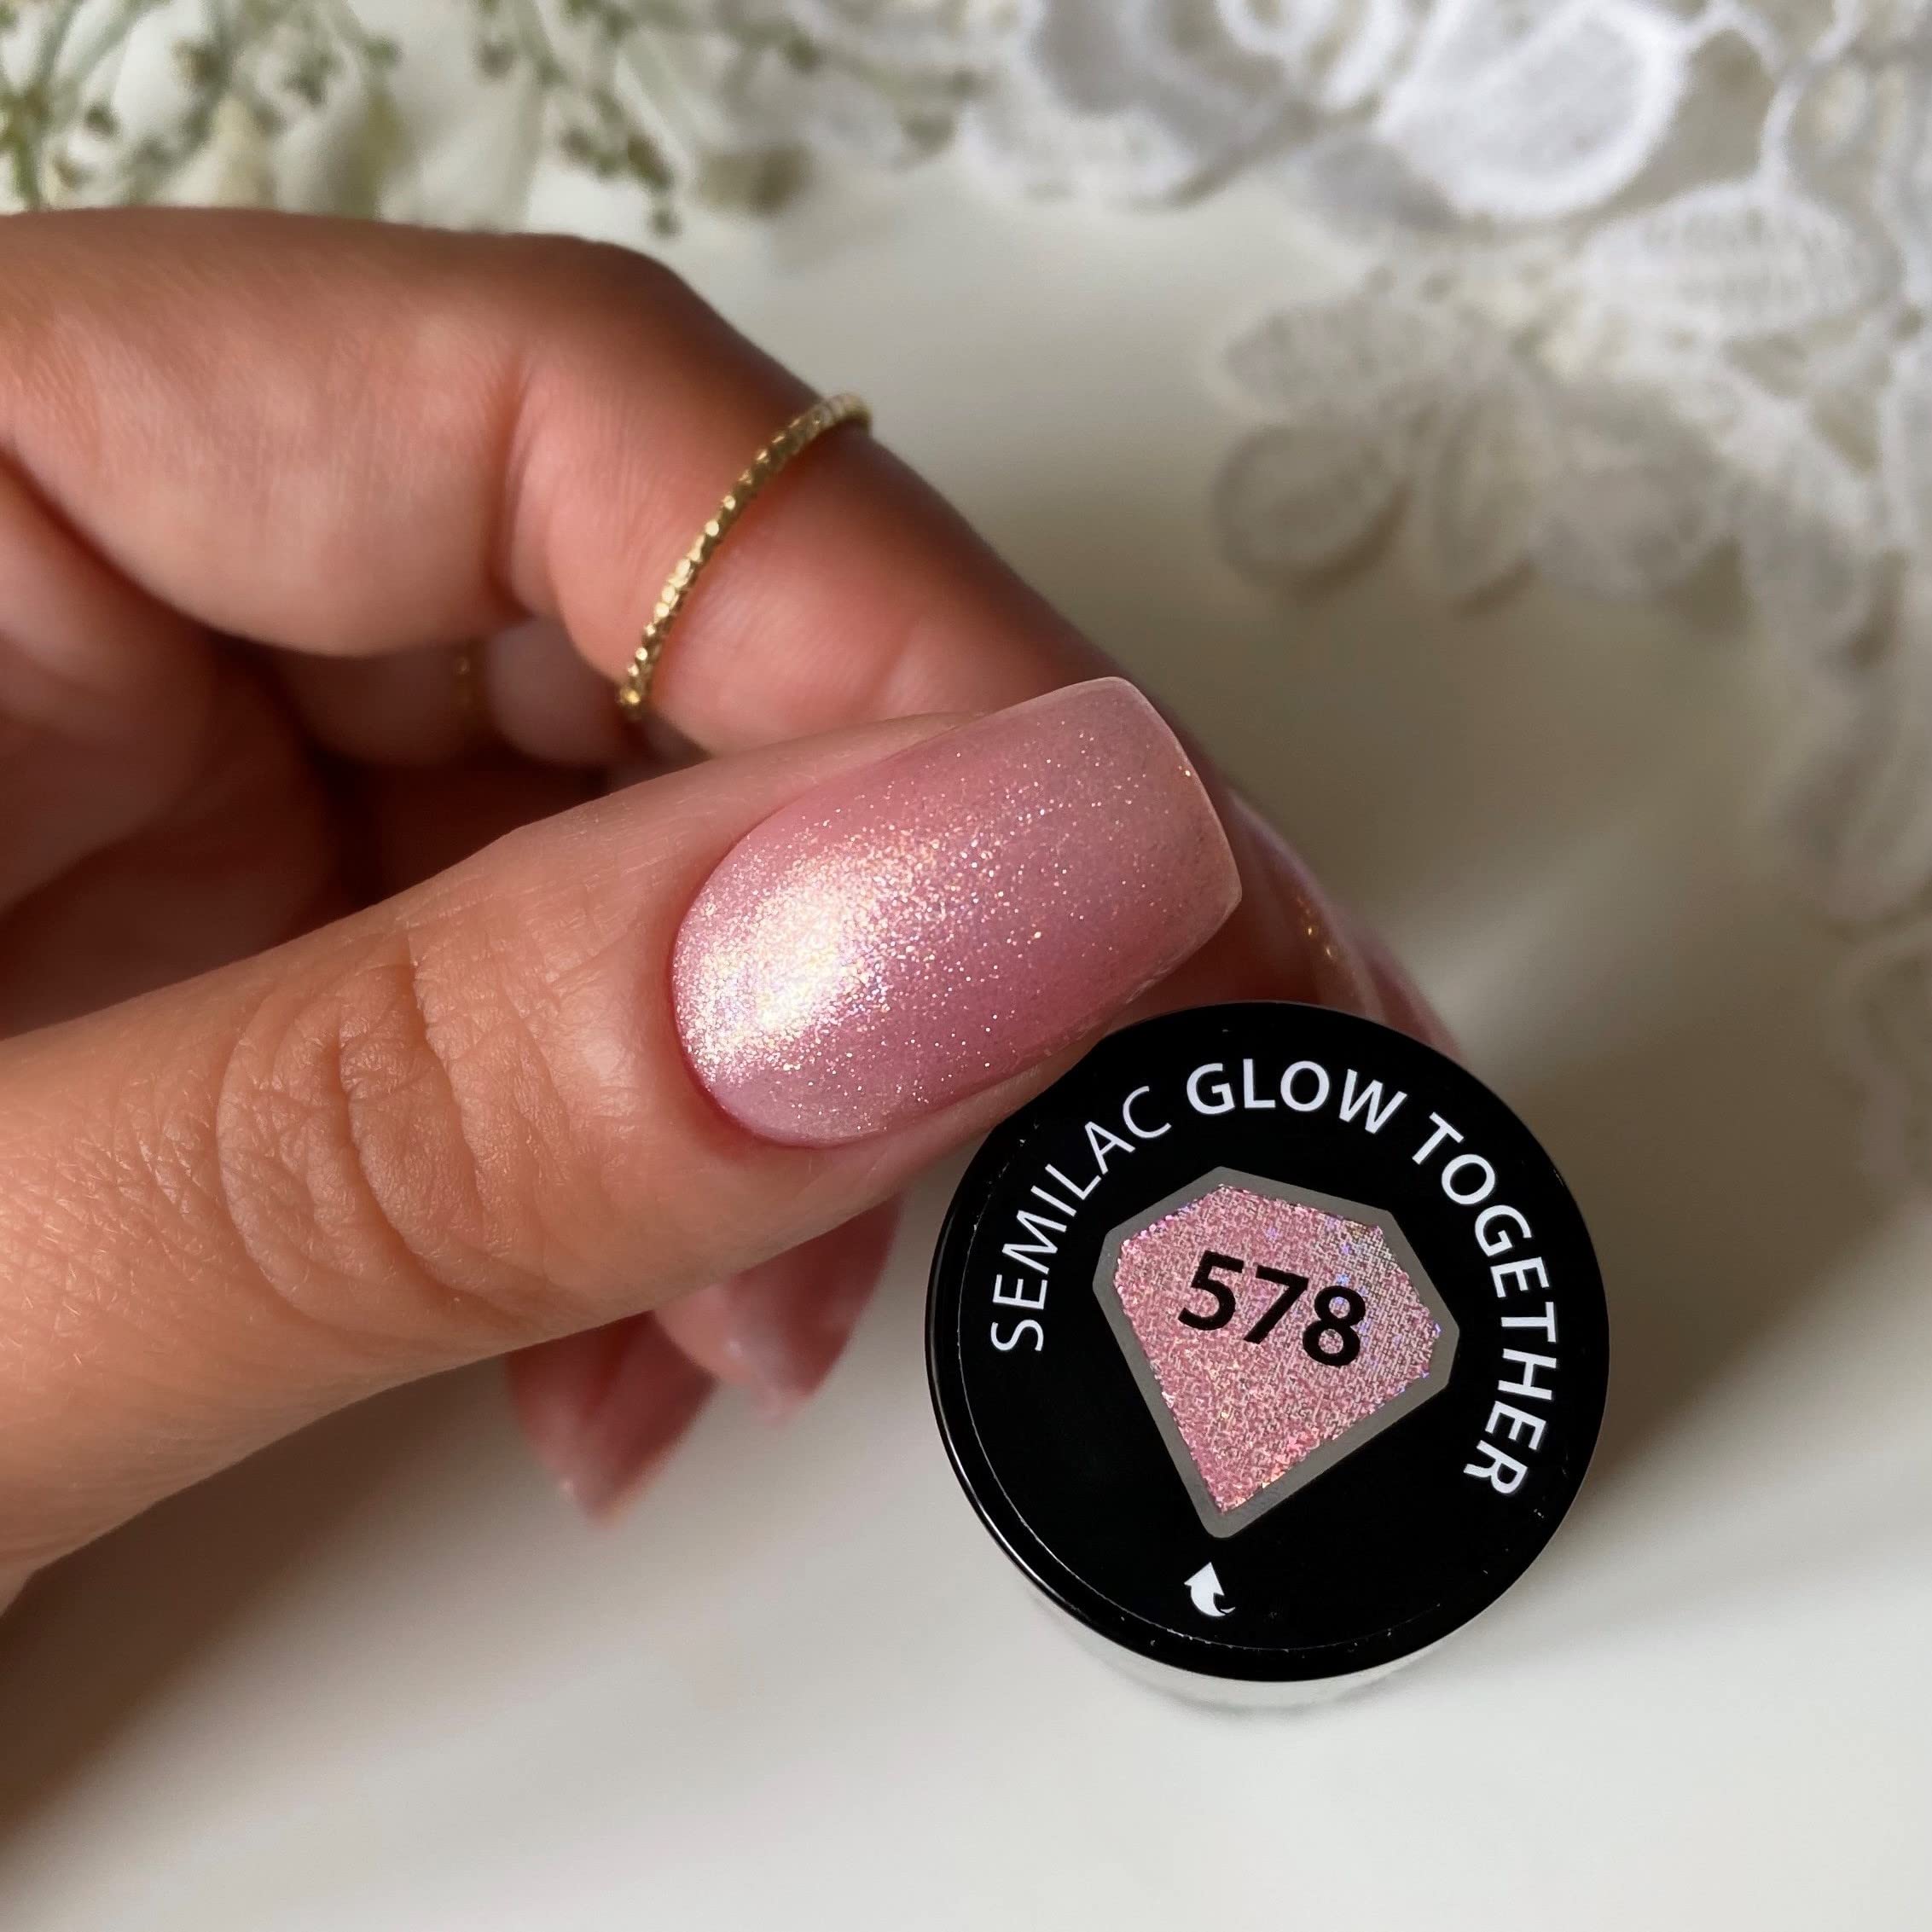 SEMILAC GLOW TOGETHER
578